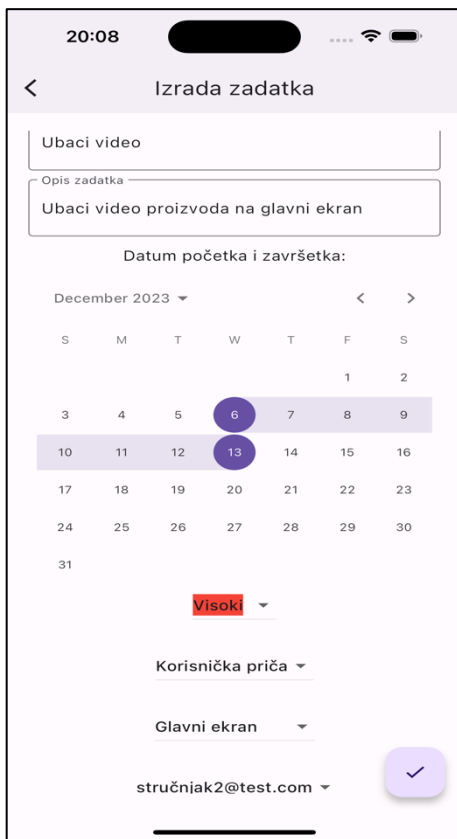 20:08
Izrada zadatka
Ubaci video
Opis zadatka
Ubaci video proizvoda na glavni ekran
Datum početka i završetka:
December 2023
S M T W T F S
1 2
3 4 5 6 7 8 9
10 11 12 13 14 15 16
17 18 19 20 21 22 23
24 25 26 27 28 29 30
31
Visoki
Korisnička priča
Glavni ekran
stručnjak2@test.com